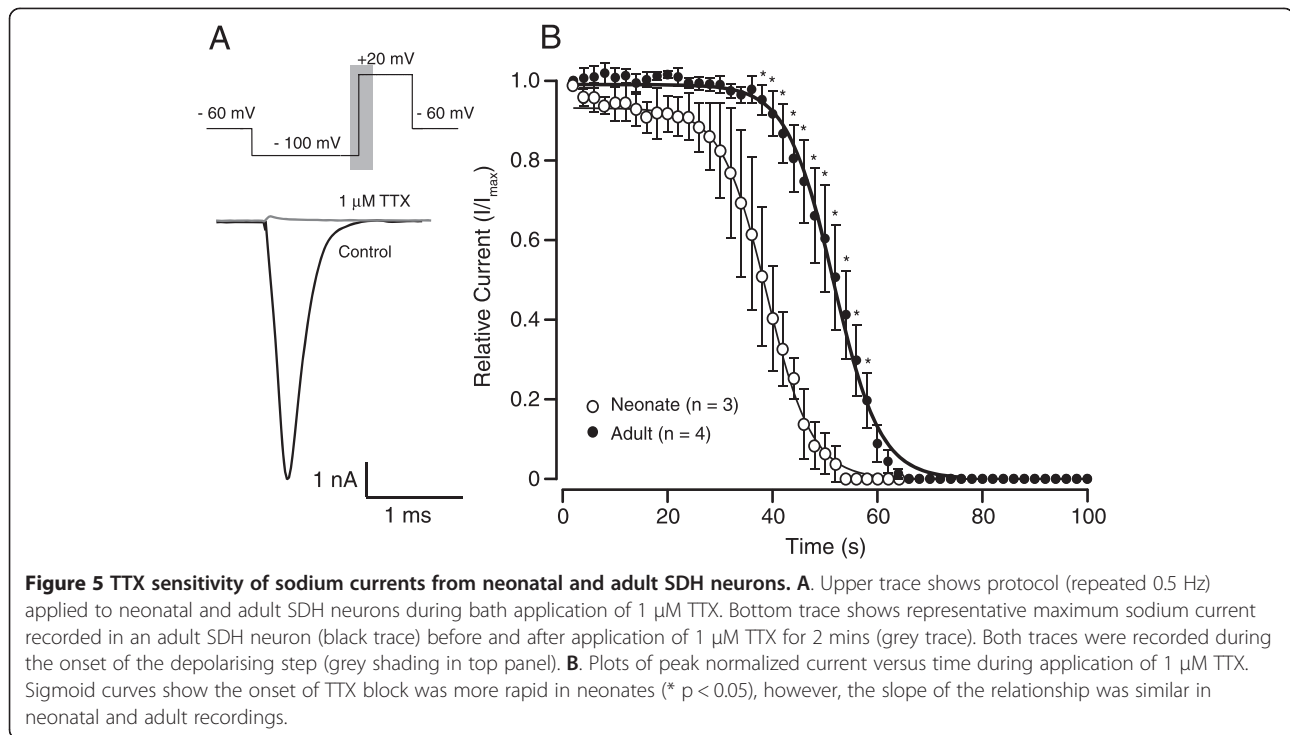 A
+20 mV
- 60 mV
- 60 mV
- 100 mV
1 μM TTX
Control
1 nA
1 ms
B
* * * * * * * * * * *
1.0
0.8
0.6
0.4
0.2
0
Relative Current (I/Imax)
Neonate (n = 3)
Adult (n = 4)
0 20 40 60 80 100
Time (s)
Figure 5 TTX sensitivity of sodium currents from neonatal and adult SDH neurons. A. Upper trace shows protocol (repeated 0.5 Hz)
applied to neonatal and adult SDH neurons during bath application of 1 μM TTX. Bottom trace shows representative maximum sodium current
recorded in an adult SDH neuron (black trace) before and after application of 1 μM TTX for 2 mins (grey trace). Both traces were recorded during
the onset of the depolarising step (grey shading in top panel). B. Plots of peak normalized current versus time during application of 1 μM TTX.
Sigmoid curves show the onset of TTX block was more rapid in neonates (* p < 0.05), however, the slope of the relationship was similar in
neonatal and adult recordings.